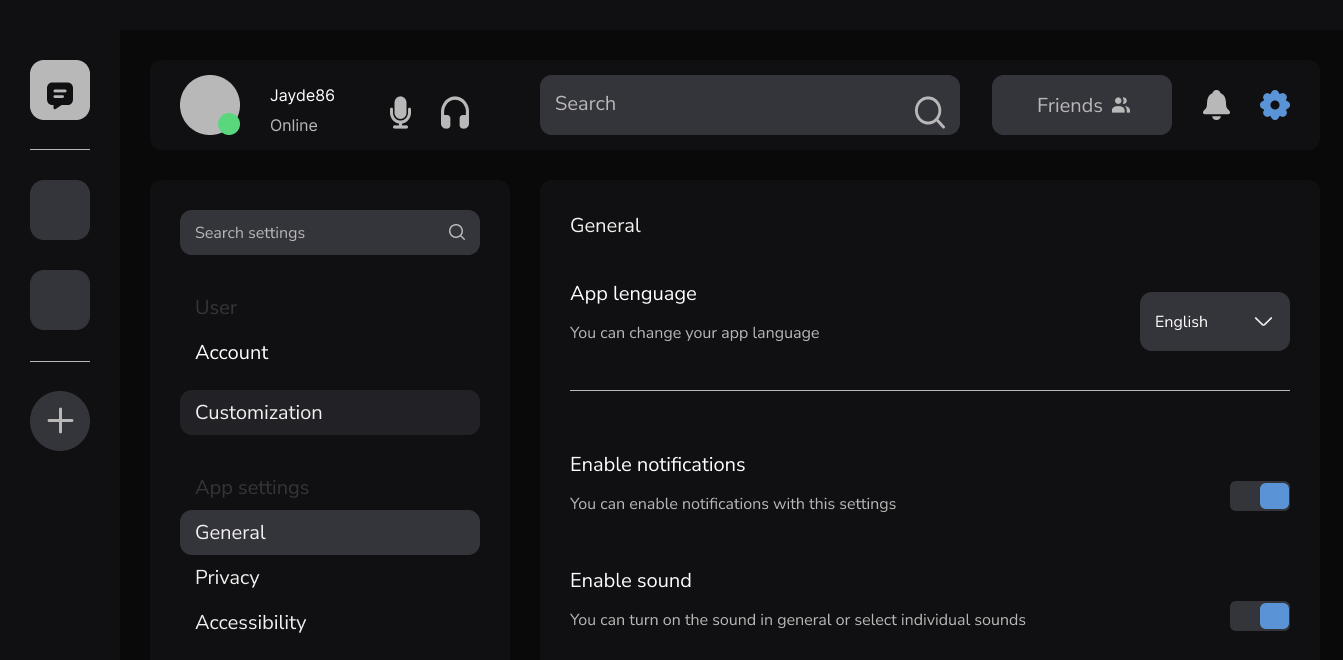 Jayde86
Online
Search
Friends
Search settings
User
Account
Customization
App settings
General
Privacy
Accessibility
General
App lenguage
You can change your app language
English
Enable notifications
You can enable notifications with this settings
Enable sound
You can turn on the sound in general or select individual sounds